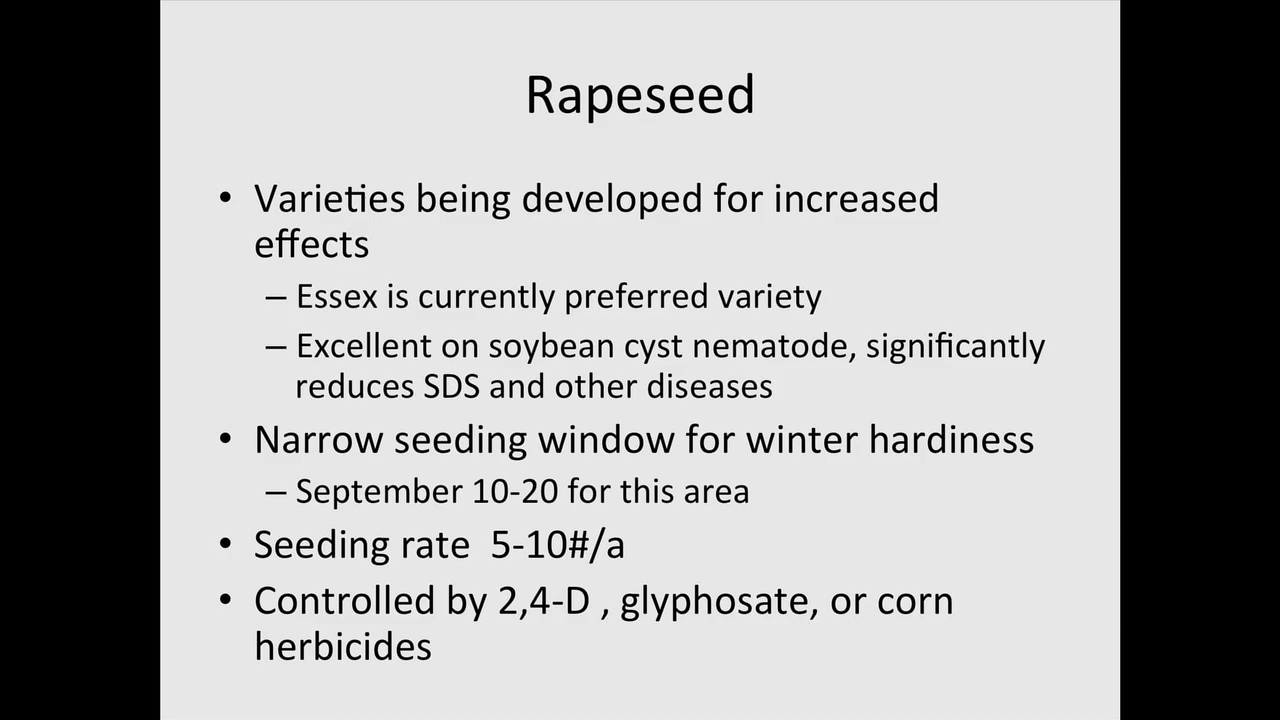 Rapeseed
• Varieties being developed for increased
effects
– Essex is currently preferred variety
– Excellent on soybean cyst nematode, significantly
reduces SDS and other diseases
• Narrow seeding window for winter hardiness
– September 10-20 for this area
• Seeding rate  5-10#/a
• Controlled by 2,4-D , glyphosate, or corn
herbicides